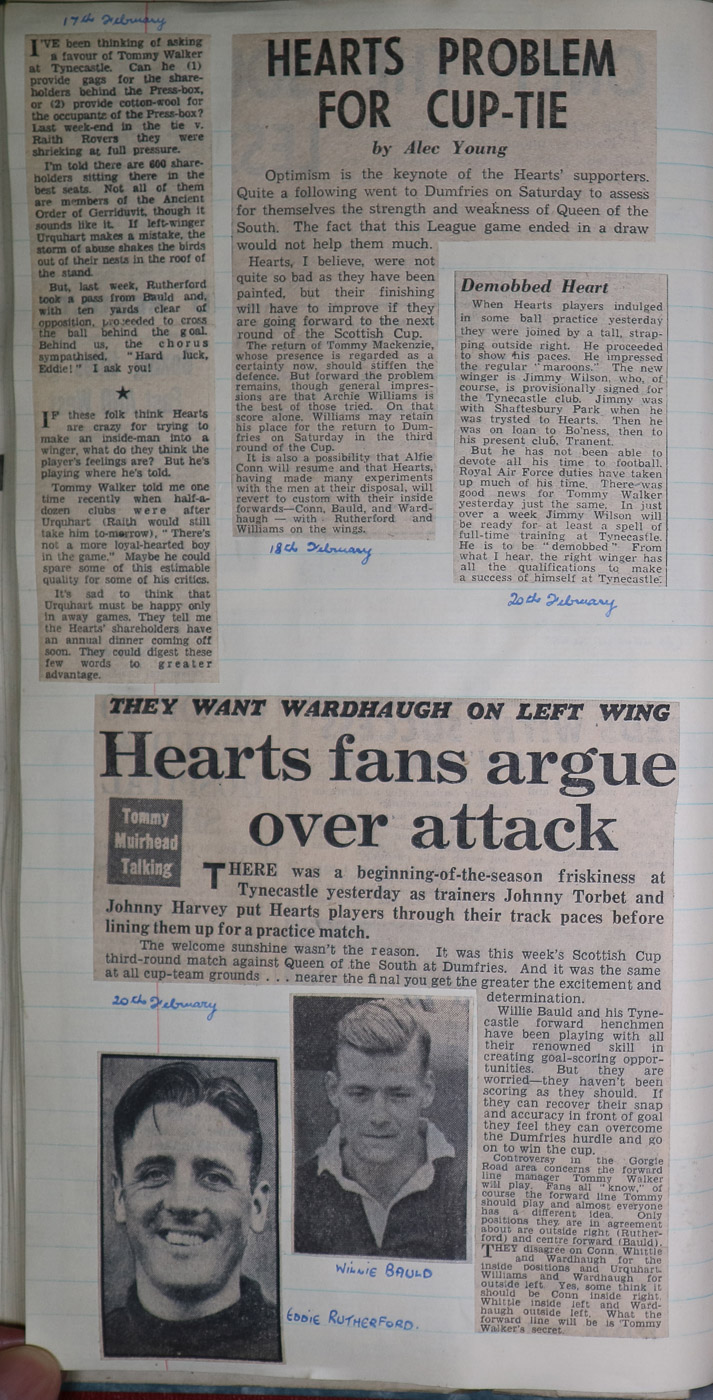 17th February
I'VE been thinking of asking
a favour of Tommy Walker
at Tynecastle. Can he (1)
provide gags for the share-
holders behind the Press-box,
or (2) provide cotton-wool for
the occupants of the Press-box?
Last week-end in the tie v.
Raith Rovers they were
shrieking at full pressure.
I'm told there are 600 share-
holders sitting there in the
best seats. Not all of them
are members of the Ancient
Order of Gerriduvit, though it
sounds like it. If left-winger
Urquhart makes a mistake, the
storm of abuse shakes the birds
out of their nests in the roof of
the stand.
But, last week, Rutherford
took a pass from Bauld and,
with ten yards clear of
opposition, proceeded to cross
the ball behind the goal.
Behind us, the chorus
sympathised, "Hard luck,
Eddie!" I ask you!
★
IF these folk think Hearts
are crazy for trying to
make an inside-man into a
winger, what do they think the
player's feelings are? But he's
playing where he's told.
Tommy Walker told me one
time recently when half-a-
dozen clubs were after
Urquhart (Raith would still
take him to-morrow), "There's
not a more loyal-hearted boy
in the game." Maybe he could
spare some of this estimable
quality for some of his critics.
It's sad to think that
Urquhart must be happy only
in away games. They tell me
the Hearts' shareholders have
an annual dinner coming off
soon. They could digest these
few words to greater
advantage.
HEARTS PROBLEM
FOR CUP-TIE
by Alec Young
Optimism is the keynote of the Hearts' supporters.
Quite a following went to Dumfries on Saturday to assess
for themselves the strength and weakness of Queen of the
South. The fact that this League game ended in a draw
would not help them much.
Hearts, I believe, were not
quite so bad as they have been
painted, but their finishing
will have to improve if they
are going forward to the next
round of the Scottish Cup.
The return of Tommy Mackenzie,
whose presence is regarded as a
certainty now, should stiffen the
defence. But forward the problem
remains, though general impres-
sions are that Archie Williams is
the best of those tried. On that
score alone. Williams may retain
his place for the return to Dum-
fries on Saturday in the third
round of the Cup.
It is also a possibility that Alfie
Conn will resume and that Hearts,
having made many experiments
with the men at their disposal, will
revert to custom with their inside
forwards—Conn, Bauld, and Ward-
haugh — with Rutherford and
Williams on the wings.
18th February
Demobbed Heart
When Hearts players indulged
in some ball practice yesterday
they were joined by a tall, strap-
ping outside right. He proceeded
to show his paces. He impressed
the regular "maroons." The new
winger is Jimmy Wilson, who, of
course, is provisionally signed for
the Tynecastle club. Jimmy was
with Shaftesbury Park when he
was trysted to Hearts. Then he
was on loan to Bo'ness, then to
his present club, Tranent.
But he has not been able to
devote all his time to football.
Royal Air Force duties have taken
up much of his time. There was
good news for Tommy Walker
yesterday just the same. In just
over a week Jimmy Wilson will
be ready for at least a spell of
full-time training at Tynecastle.
He is to be "demobbed" From
what I hear, the right winger has
all the qualifications to make
a success of himself at Tynecastle.
20th February
THEY WANT WARDHAUGH ON LEFT WING
Hearts fans argue
over attack
Tommy
Muirhead
Talking
THERE was a beginning-of-the-season friskiness at
Tynecastle yesterday as trainers Johnny Torbet and
Johnny Harvey put Hearts players through their track paces before
lining them up for a practice match.
The welcome sunshine wasn't the reason. It was this week's Scottish Cup
third-round match against Queen of the South at Dumfries. And it was the same
at all cup-team grounds . . . nearer the final you get the greater the excitement and
determination.
Willie Bauld and his Tyne-
castle forward henchmen
have been playing with all
their renowned skill in
creating goal-scoring oppor-
tunities. But they are
worried—they haven't been
scoring as they should. If
they can recover their snap
and accuracy in front of goal
they feel they can overcome
the Dumfries hurdle and go
on to win the cup.
Controversy in the Gorgie
Road area concerns the forward
line manager Tommy Walker
will play. Fans all "know," of
course the forward line Tommy
should play and almost everyone
has a different idea. Only
positions they are in agreement
about are outside right (Ruther-
ford) and centre forward (Bauld).
THEY disagree on Conn, Whittle
and Wardhaugh for the
inside positions and Urquhart,
Williams and Wardhaugh for
outside left. Yes, some think it
should be Conn inside right,
Whittle inside left and Ward-
haugh outside left. What the
forward line will be is Tommy
Walker's secret.
20th February
WILLIE BAULD
EDDIE RUTHERFORD.